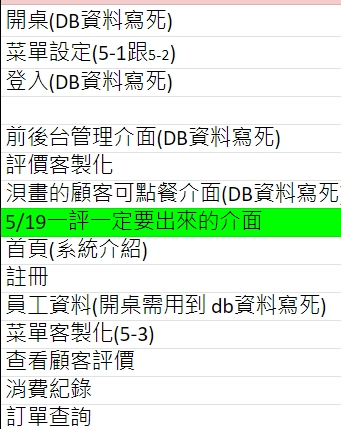 開桌(DB資料寫死)
菜單設定(5-1跟5-2)
登入(DB資料寫死)
前後台管理介面(DB資料寫死)
評價客製化
淏畫的顧客可點餐介面(DB資料寫死)
5/19一評一定要出來的介面
首頁(系統介紹)
註冊
員工資料(開桌需用到 db資料寫死)
菜單客製化(5-3)
查看顧客評價
消費紀錄
訂單查詢